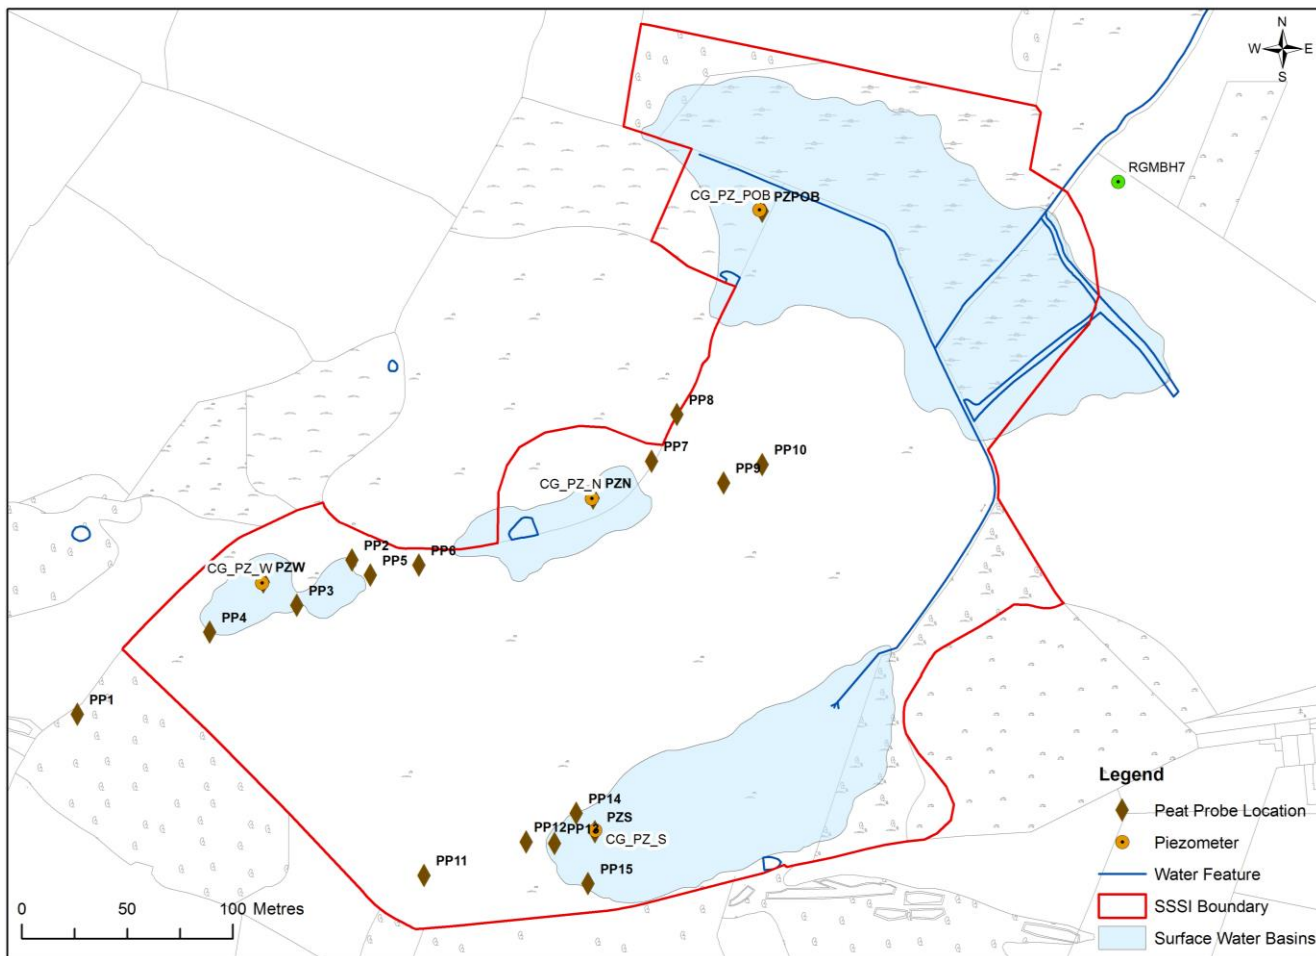 N
W E
S
RGMBH7
CG_PZ_POB PZPOB
PP8
PP7
PP10
PP9
CG_PZ_N PZN
PP2
PP6
PP5
CG_PZ_W PZW
PP3
PP4
PP1
PP14
PZS
PP12 PP13
CG_PZ_S
PP11
PP15
Legend
Peat Probe Location
Piezometer
Water Feature
SSSI Boundary
Surface Water Basins
0 50 100 Metres